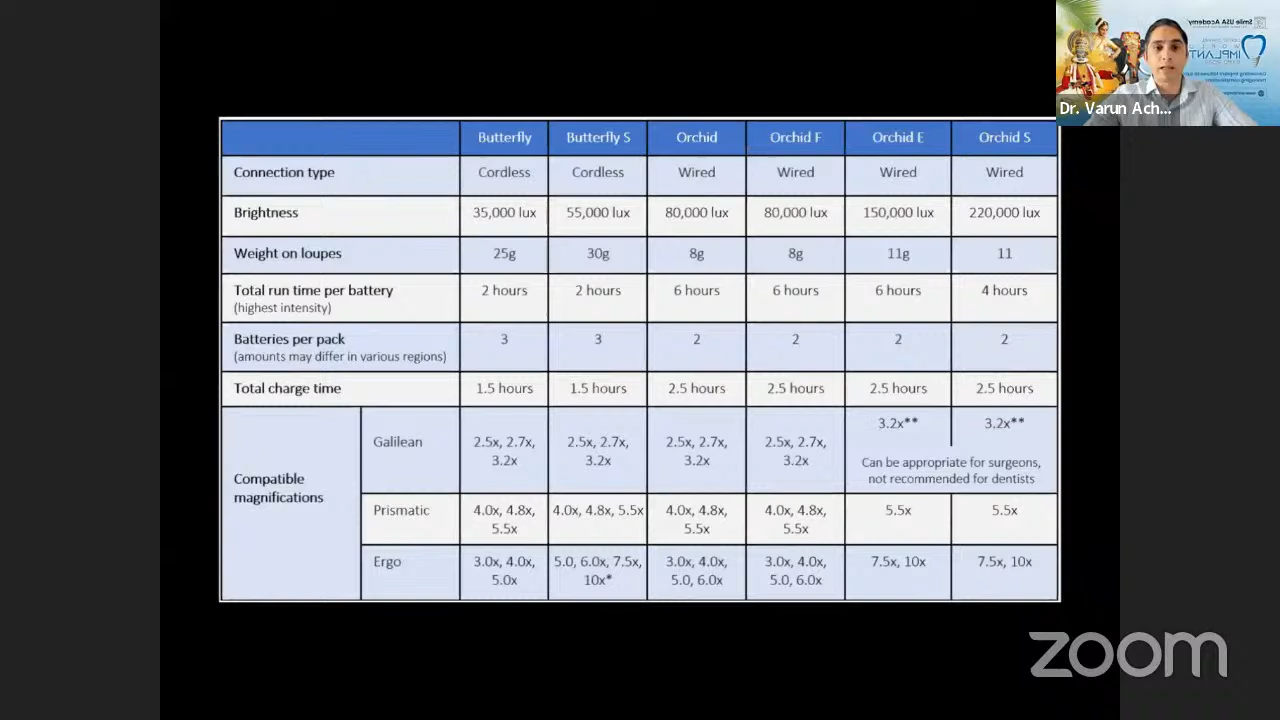 Smile USA Academy
IMPLANT
Dr. Varun Ach...
Butterfly Butterfly S Orchid Orchid F Orchid E Orchid S
Connection type Cordless Cordless Wired Wired Wired Wired
Brightness 35,000 lux 55,000 lux 80,000 lux 80,000 lux 150,000 lux 220,000 lux
Weight on loupes 25g 30g 8g 8g 11g 11
Total run time per battery 2 hours 2 hours 6 hours 6 hours 6 hours 4 hours
(highest intensity)
Batteries per pack 3 3 2 2 2 2
(amounts may differ in various regions)
Total charge time 1.5 hours 1.5 hours 2.5 hours 2.5 hours 2.5 hours 2.5 hours
Compatible
magnifications
Galilean 2.5x, 2.7x, 2.5x, 2.7x, 2.5x, 2.7x, 2.5x, 2.7x, 3.2x** 3.2x**
3.2x 3.2x 3.2x 3.2x
Can be appropriate for surgeons,
not recommended for dentists
Prismatic 4.0x, 4.8x, 4.0x, 4.8x, 5.5x 4.0x, 4.8x, 4.0x, 4.8x, 5.5x 5.5x
5.5x 5.5x 5.5x
Ergo 3.0x, 4.0x, 5.0, 6.0x, 7.5x, 3.0x, 4.0x, 3.0x, 4.0x, 7.5x, 10x 7.5x, 10x
5.0x 10x* 5.0, 6.0x 5.0, 6.0x
zoom